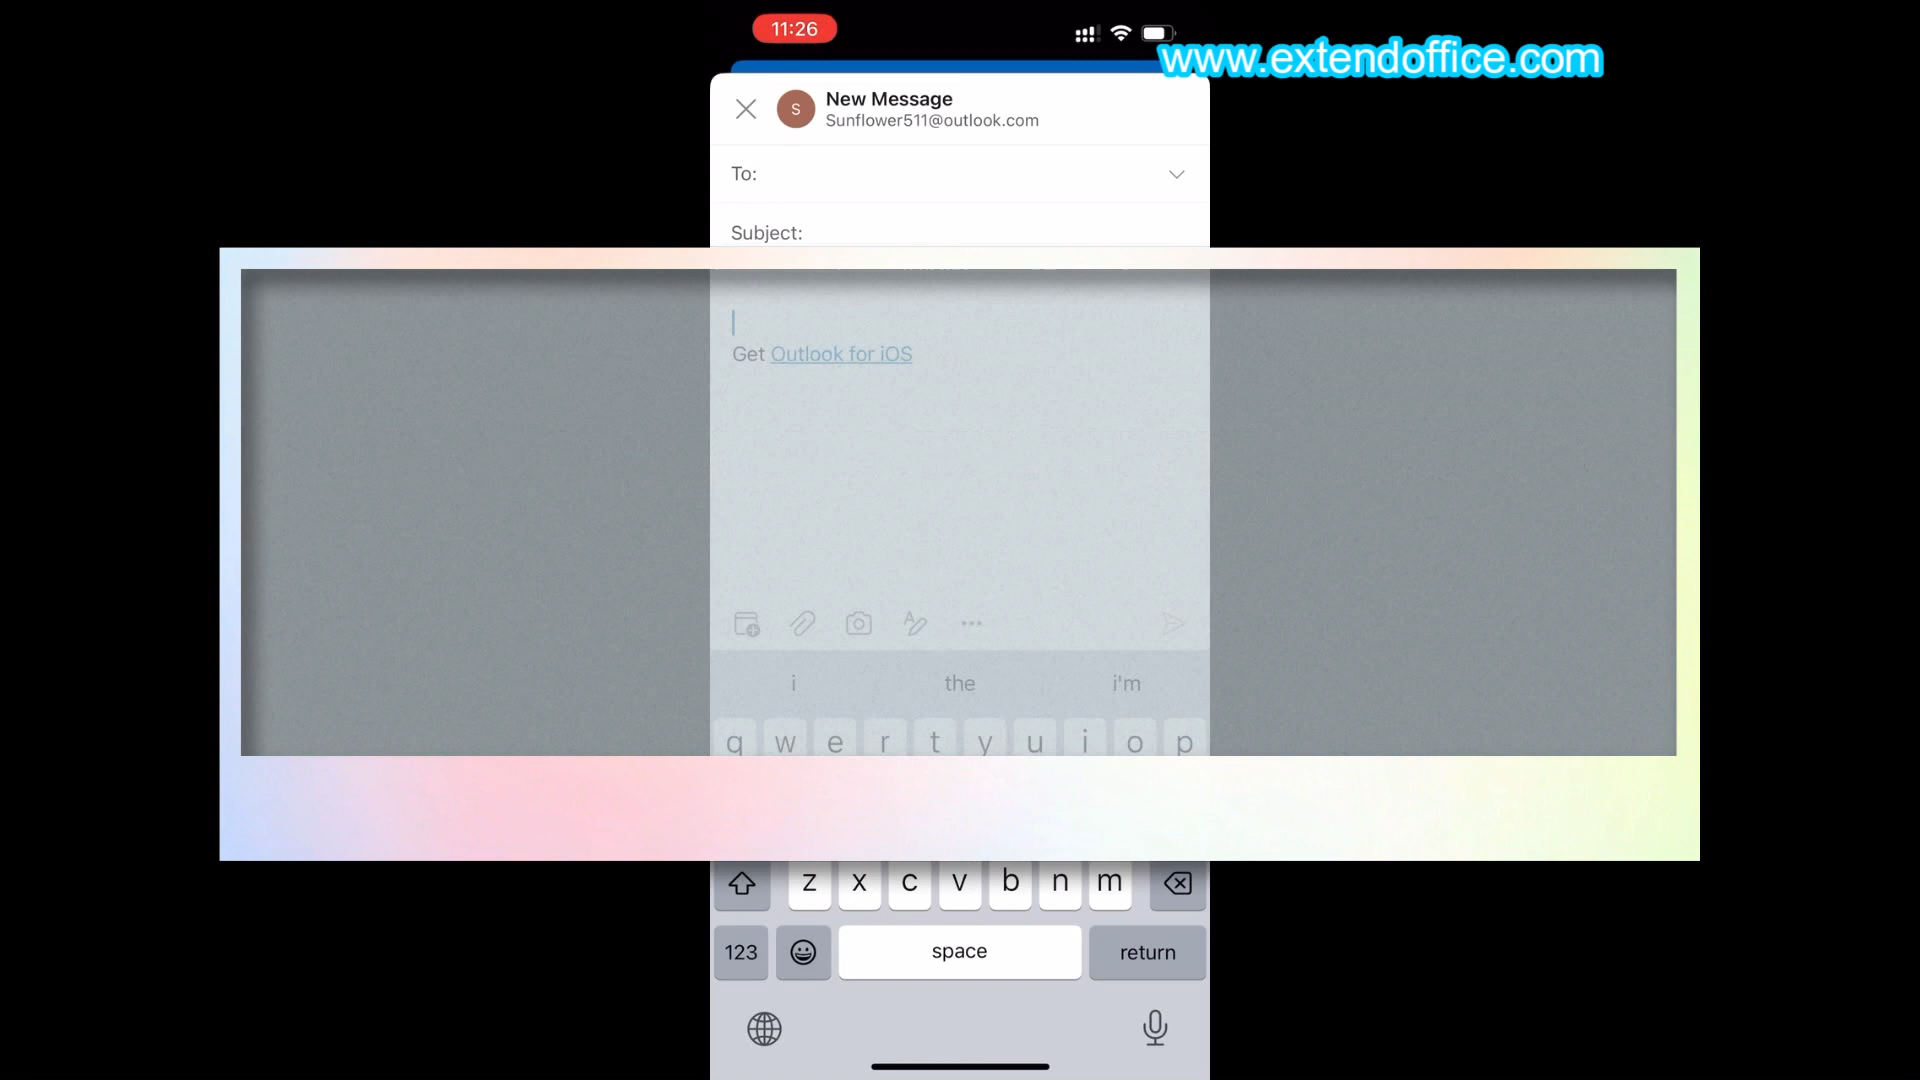 11:26
www.extendoffice.com
S
New Message
Sunflower511@outlook.com
To:
Subject:
Get Outlook for iOS
i the i'm
q w e r t y u i o p
z x c v b n m
123 space return